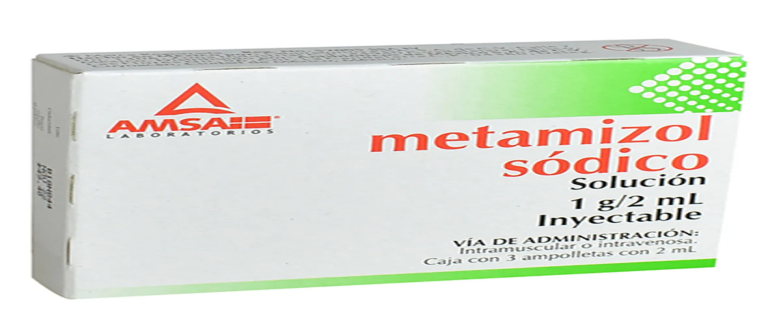 AMSA
LABORATORIOS
metamizol
sódico
Solución
1 g/2 mL
Inyectable
VÍA DE ADMINISTRACIÓN:
Intramuscular o intravenosa.
Caja con 3 ampolletas con 2 mL